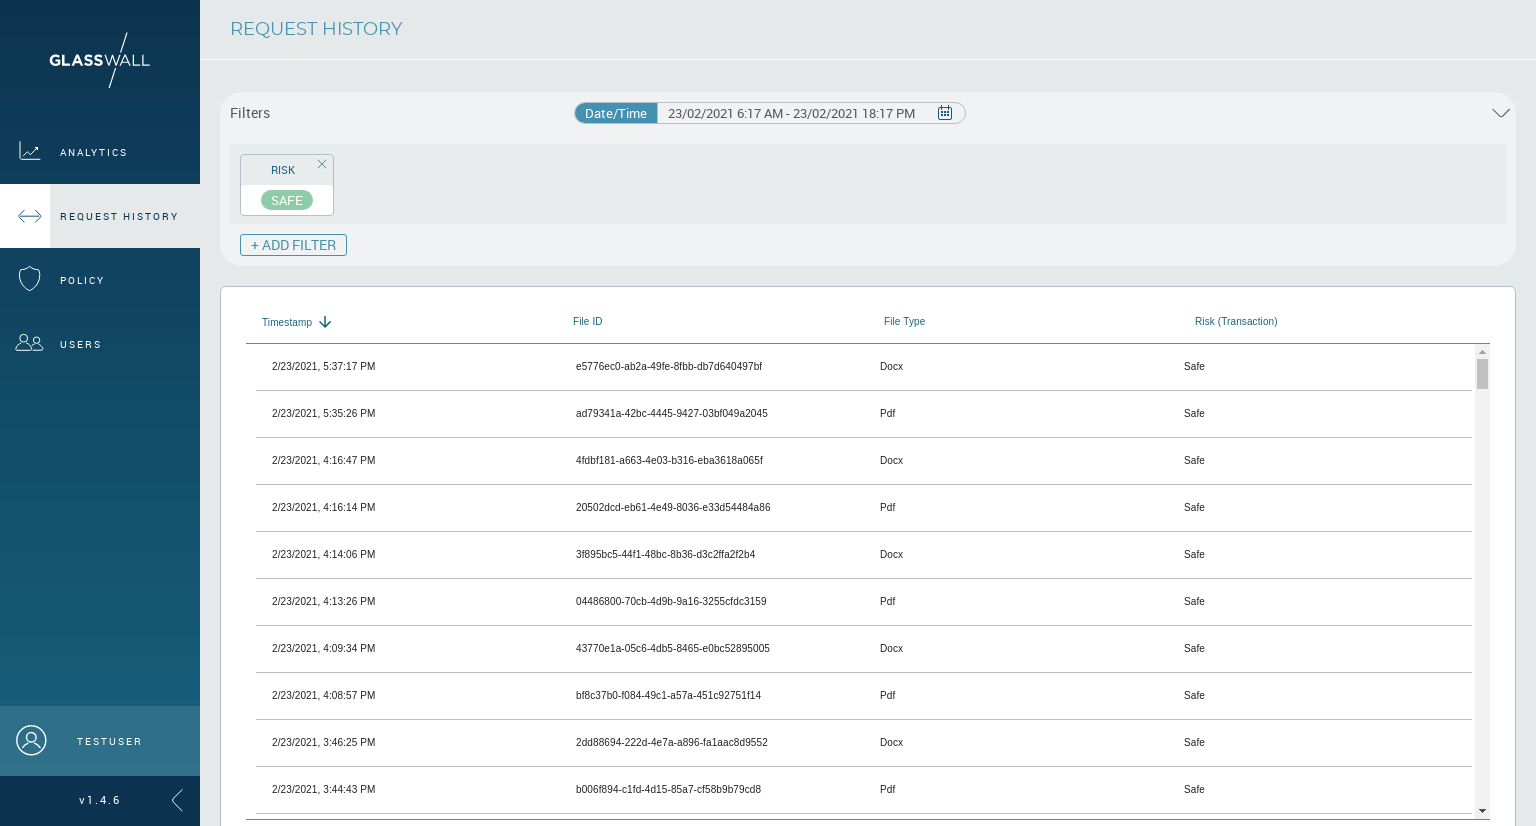 GLASSWALL
ANALYTICS
REQUEST HISTORY
POLICY
USERS
TESTUSER
v1.4.6
REQUEST HISTORY
Filters
Date/Time 23/02/2021 6:17 AM - 23/02/2021 18:17 PM
RISK
SAFE
+ ADD FILTER
Timestamp File ID File Type Risk (Transaction)
2/23/2021, 5:37:17 PM e5776ec0-ab2a-49fe-8fbb-db7d640497bf Docx Safe
2/23/2021, 5:35:26 PM ad79341a-42bc-4445-9427-03bf049a2045 Pdf Safe
2/23/2021, 4:16:47 PM 4fdbf181-a663-4e03-b316-eba3618a065f Docx Safe
2/23/2021, 4:16:14 PM 20502dcd-eb61-4e49-8036-e33d54484a86 Pdf Safe
2/23/2021, 4:14:06 PM 3f895bc5-44f1-48bc-8b36-d3c2ffa2f2b4 Docx Safe
2/23/2021, 4:13:26 PM 04486800-70cb-4d9b-9a16-3255cfdc3159 Pdf Safe
2/23/2021, 4:09:34 PM 43770e1a-05c6-4db5-8465-e0bc52895005 Docx Safe
2/23/2021, 4:08:57 PM bf8c37b0-f084-49c1-a57a-451c92751f14 Pdf Safe
2/23/2021, 3:46:25 PM 2dd88694-222d-4e7a-a896-fa1aac8d9552 Docx Safe
2/23/2021, 3:44:43 PM b006f894-c1fd-4d15-85a7-cf58b9b79cd8 Pdf Safe